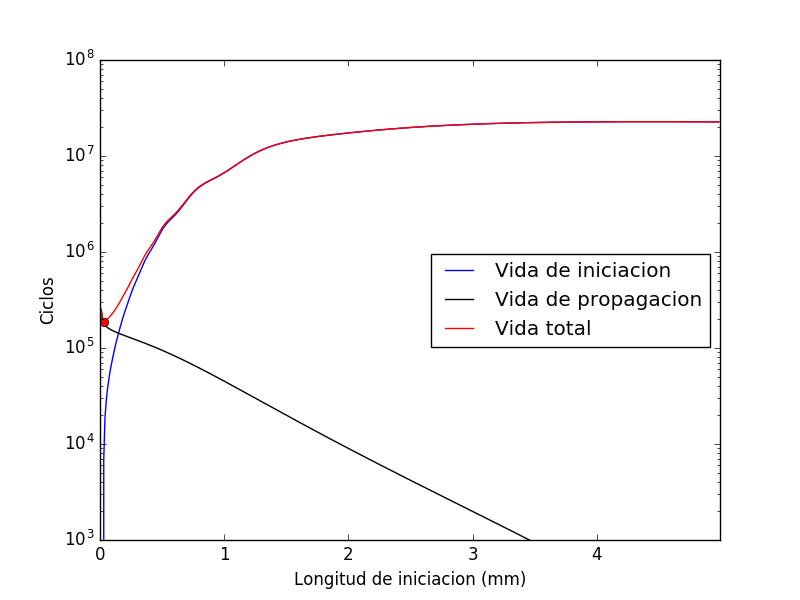 10^8
10^7
10^6
10^5
10^4
10^3
Ciclos
Vida de iniciacion
Vida de propagacion
Vida total
0 1 2 3 4
Longitud de iniciacion (mm)